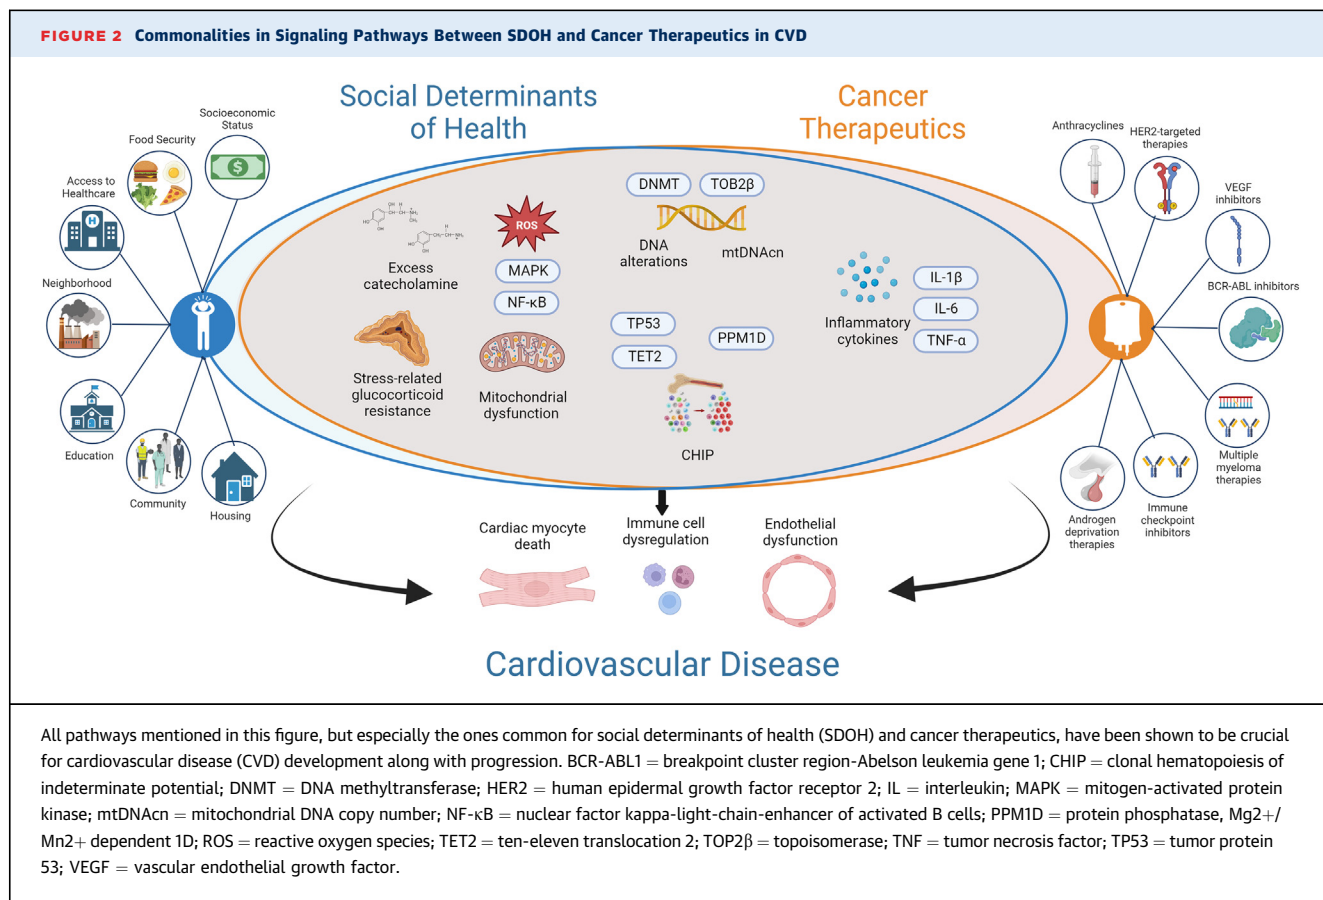 FIGURE 2 Commonalities in Signaling Pathways Between SDOH and Cancer Therapeutics in CVD
Social Determinants
of Health
Cancer
Therapeutics
Socioeconomic
Status
Food Security
Access to
Healthcare
Neighborhood
Education
Community
Housing
H
$
Excess
catecholamine
OH
H
HO
OH
CH₃
H
HO
OH
Stress-related
glucocorticoid
resistance
ROS
MAPK
NF-κB
Mitochondrial
dysfunction
DNMT
TOB2β
DNA
alterations
mtDNAcn
TP53
TET2
PPM1D
CHIP
Inflammatory
cytokines
IL-1β
IL-6
TNF-α
Anthracyclines
HER2-targeted
therapies
VEGF
inhibitors
BCR-ABL inhibitors
Multiple
myeloma
therapies
Immune
checkpoint
inhibitors
Androgen
deprivation
therapies
Cardiac myocyte
death
Immune cell
dysregulation
Endothelial
dysfunction
Cardiovascular Disease
All pathways mentioned in this figure, but especially the ones common for social determinants of health (SDOH) and cancer therapeutics, have been shown to be crucial
for cardiovascular disease (CVD) development along with progression. BCR-ABL1 = breakpoint cluster region-Abelson leukemia gene 1; CHIP = clonal hematopoiesis of
indeterminate potential; DNMT = DNA methyltransferase; HER2 = human epidermal growth factor receptor 2; IL = interleukin; MAPK = mitogen-activated protein
kinase; mtDNAcn = mitochondrial DNA copy number; NF-κB = nuclear factor kappa-light-chain-enhancer of activated B cells; PPM1D = protein phosphatase, Mg2+/
Mn2+ dependent 1D; ROS = reactive oxygen species; TET2 = ten-eleven translocation 2; TOP2β = topoisomerase; TNF = tumor necrosis factor; TP53 = tumor protein
53; VEGF = vascular endothelial growth factor.